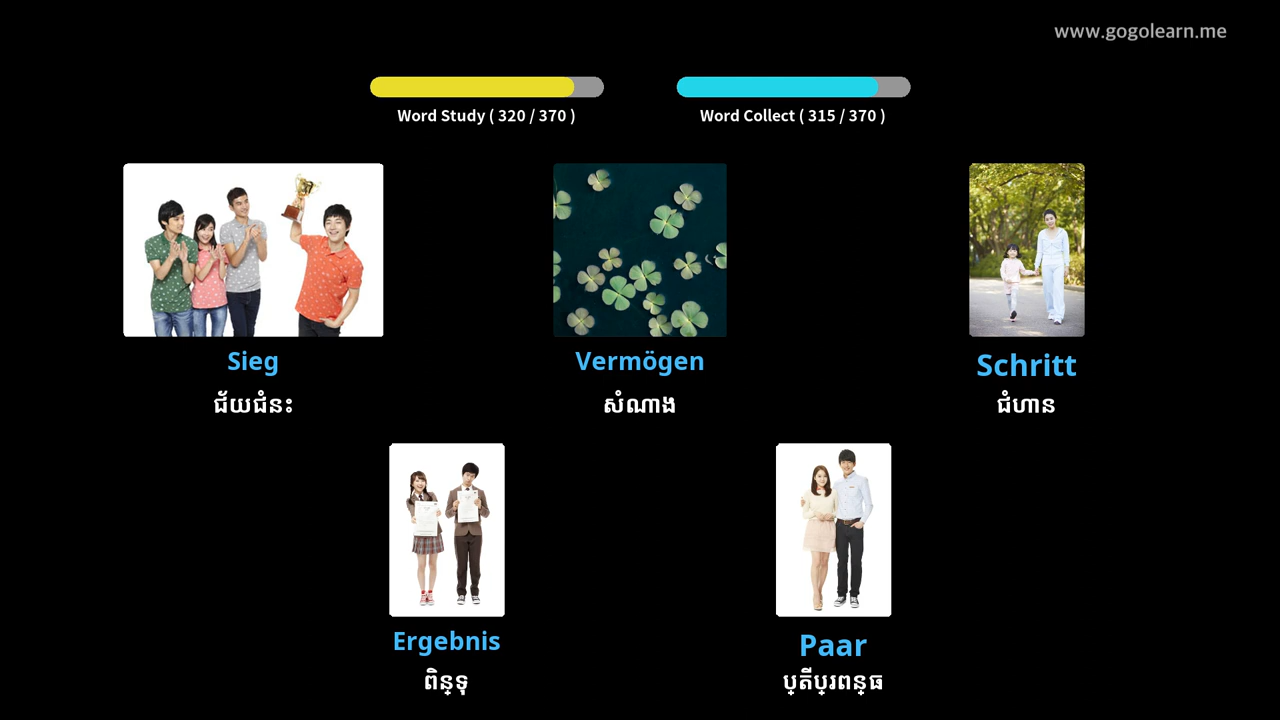 www.gogolearn.me
Word Study ( 320 / 370 )
Word Collect ( 315 / 370 )
Sieg
ជ័យជំនះ
Vermögen
សំណាង
Schritt
ជំហាន
Ergebnis
ពិន្ទុ
Paar
ប្តីប្រពន្ធ